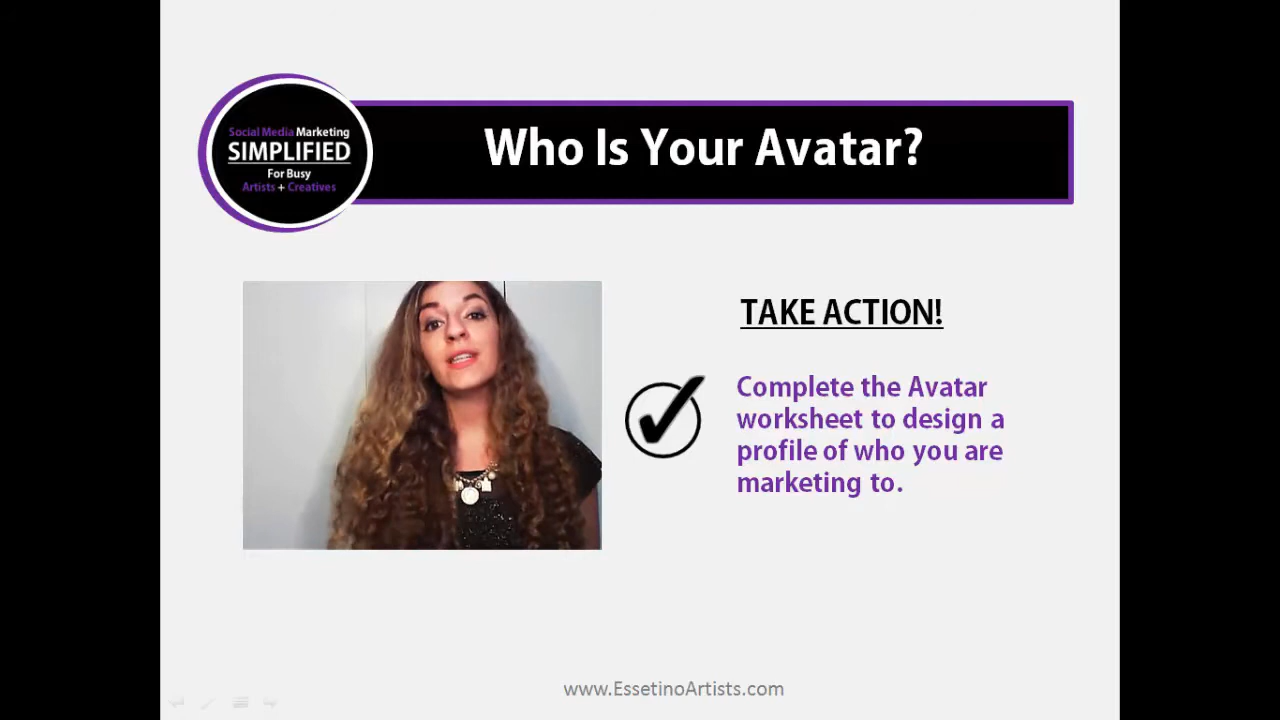 Social Media Marketing
SIMPLIFIED
For Busy
Artists + Creatives
Who Is Your Avatar?
TAKE ACTION!
Complete the Avatar
worksheet to design a
profile of who you are
marketing to.
www.EssetinoArtists.com